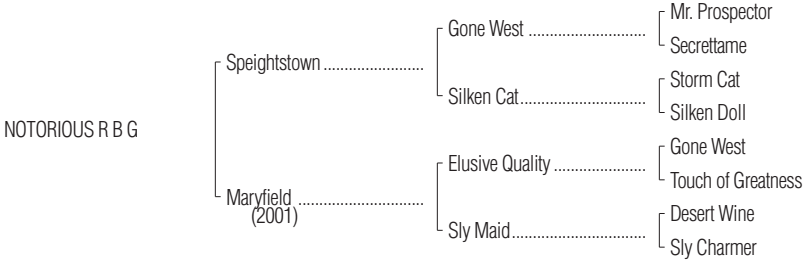 Mr. Prospector
Gone West
Secrettame
Speightstown
Storm Cat
Silken Cat
Silken Doll
NOTORIOUS R B G
Gone West
Elusive Quality
Touch of Greatness
Maryfield
(2001)
Desert Wine
Sly Maid
Sly Charmer